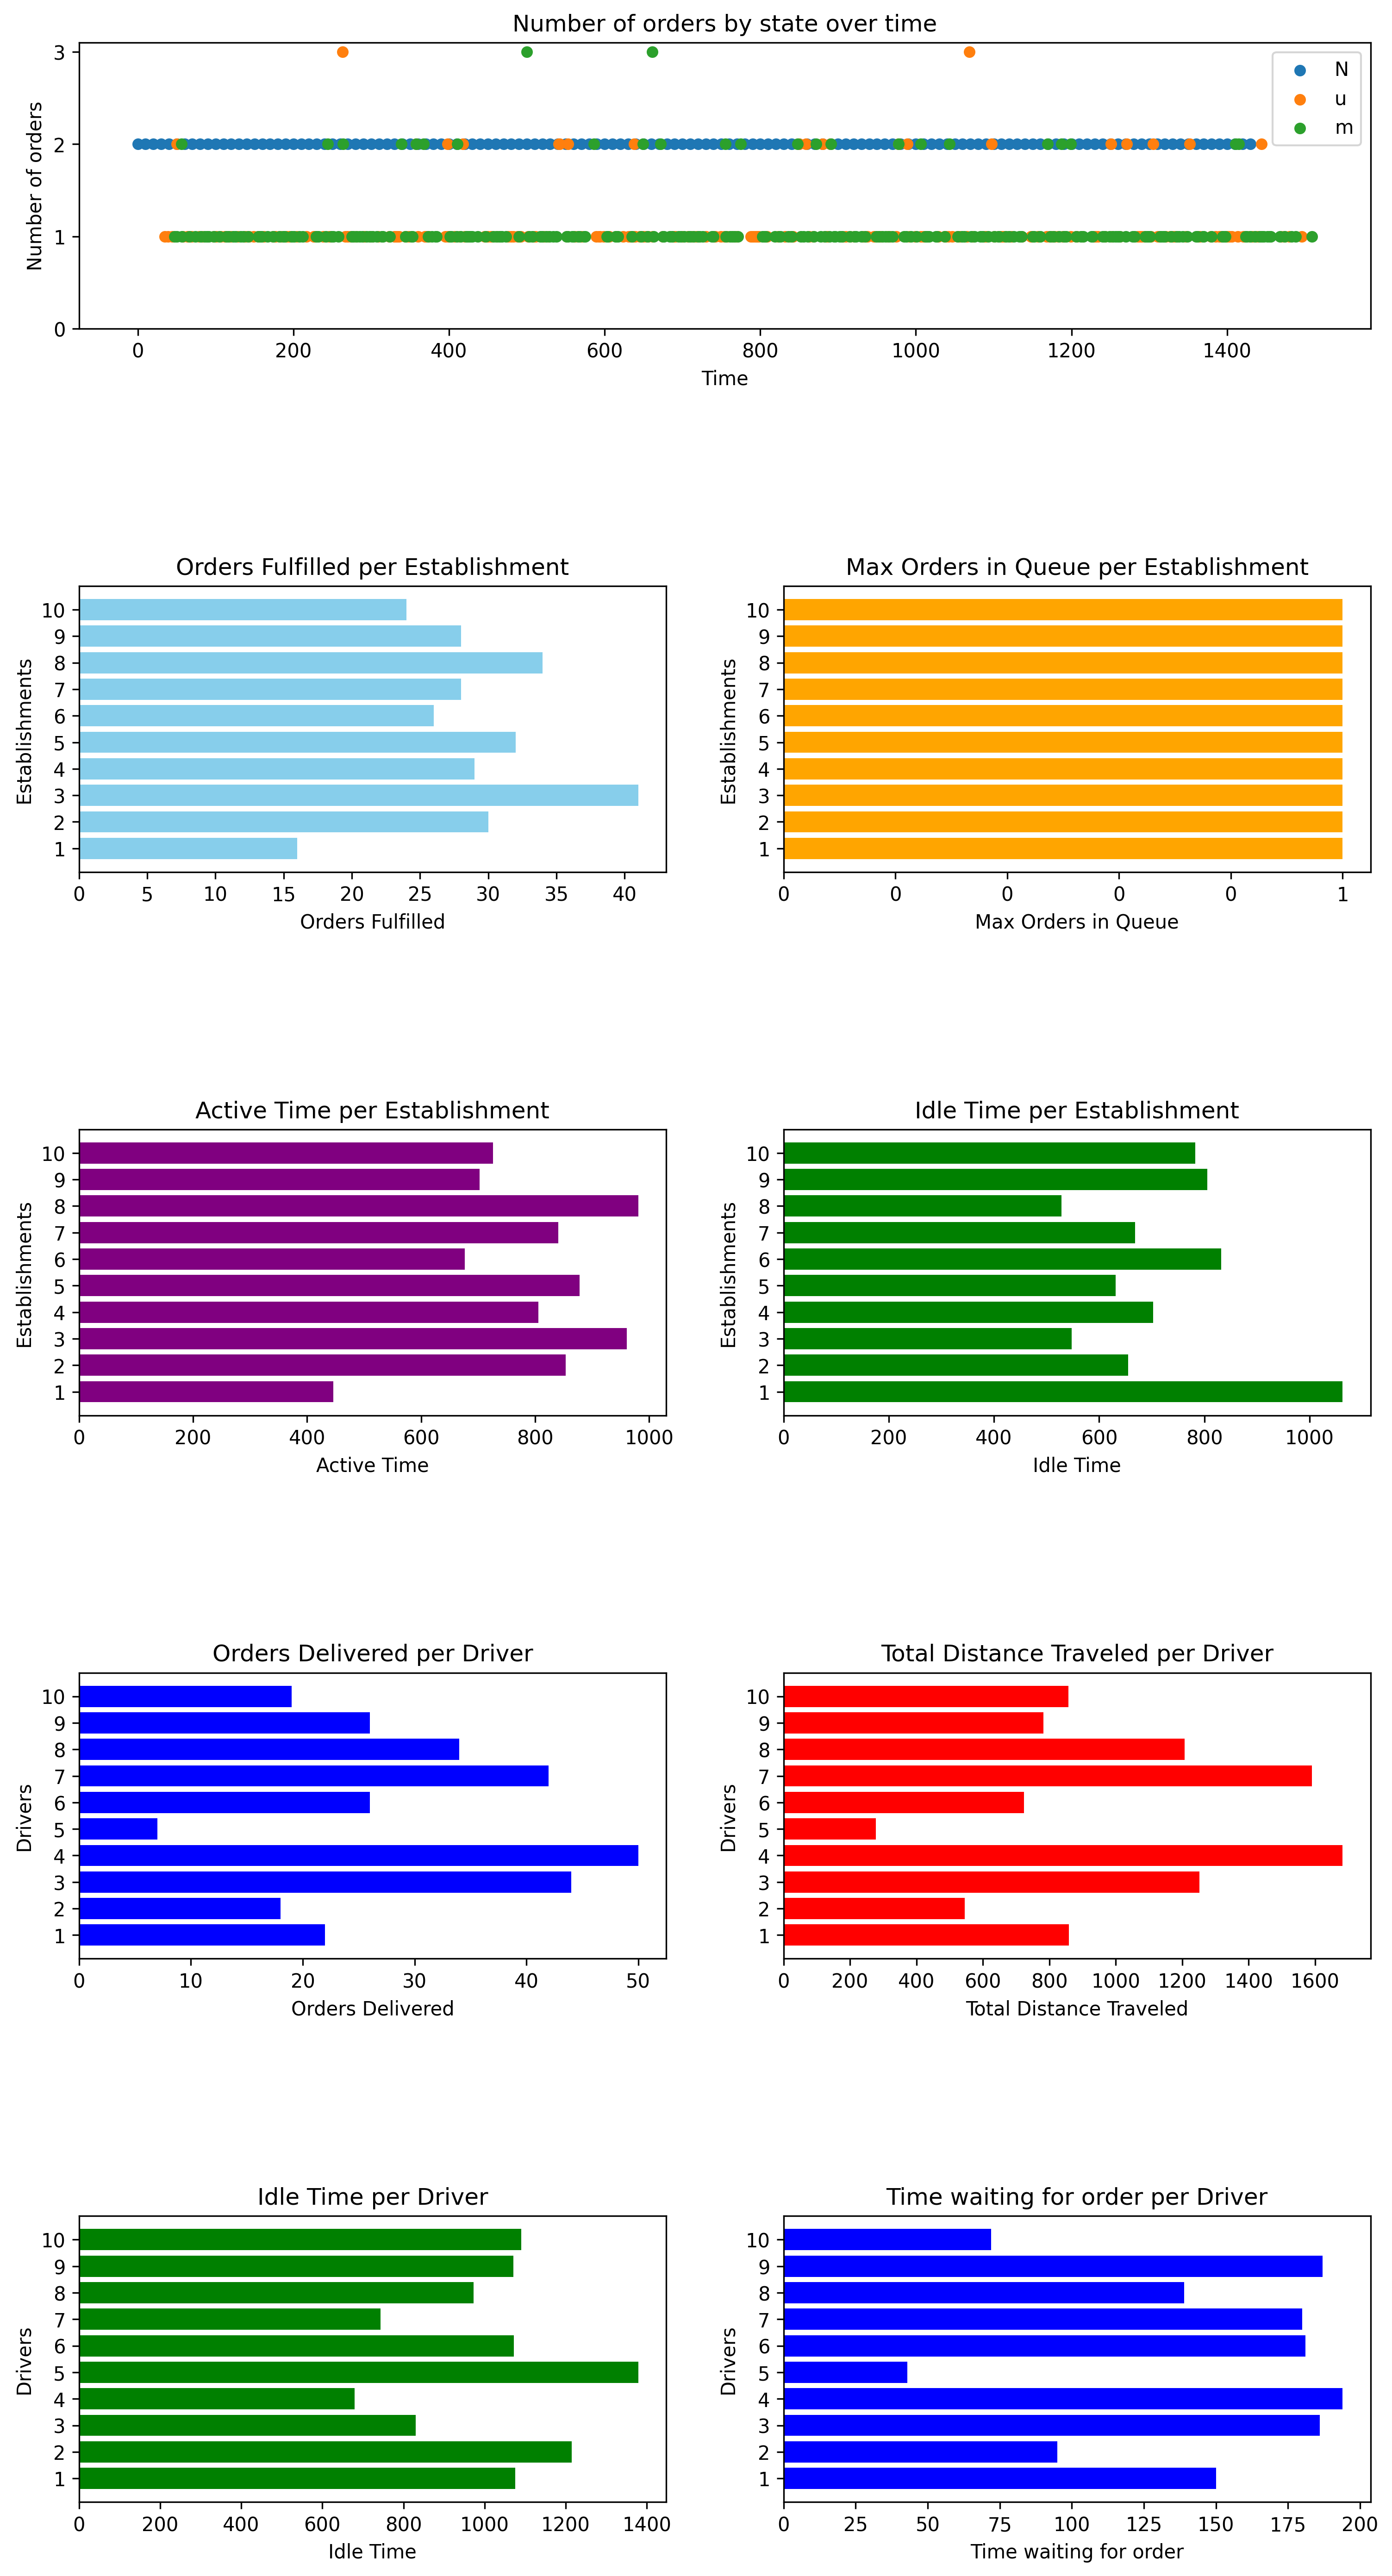 Number of orders by state over time
Number of orders
3
2
1
0
N
u
m
0 200 400 600 800 1000 1200 1400
Time
Orders Fulfilled per Establishment
Establishments
10
9
8
7
6
5
4
3
2
1
0 5 10 15 20 25 30 35 40
Orders Fulfilled
Max Orders in Queue per Establishment
Establishments
10
9
8
7
6
5
4
3
2
1
0 0 0 0 0 1
Max Orders in Queue
Active Time per Establishment
Establishments
10
9
8
7
6
5
4
3
2
1
0 200 400 600 800 1000
Active Time
Idle Time per Establishment
Establishments
10
9
8
7
6
5
4
3
2
1
0 200 400 600 800 1000
Idle Time
Orders Delivered per Driver
Drivers
10
9
8
7
6
5
4
3
2
1
0 10 20 30 40 50
Orders Delivered
Total Distance Traveled per Driver
Drivers
10
9
8
7
6
5
4
3
2
1
0 200 400 600 800 1000 1200 1400 1600
Total Distance Traveled
Idle Time per Driver
Drivers
10
9
8
7
6
5
4
3
2
1
0 200 400 600 800 1000 1200 1400
Idle Time
Time waiting for order per Driver
Drivers
10
9
8
7
6
5
4
3
2
1
0 25 50 75 100 125 150 175 200
Time waiting for order